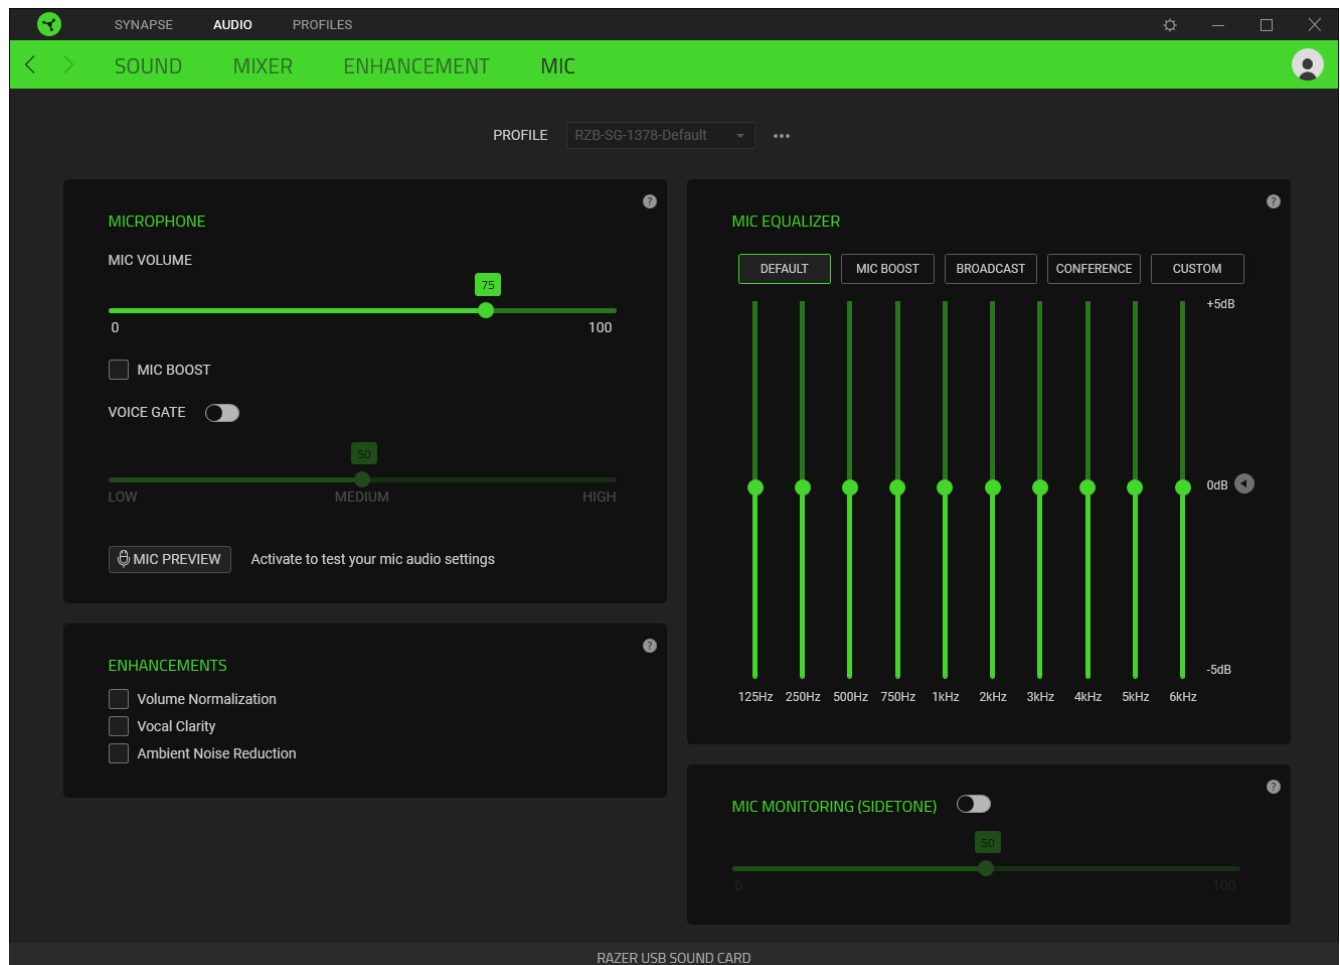 SYNAPSE AUDIO PROFILES
SOUND MIXER ENHANCEMENT MIC
PROFILE RZB-SG-1378-Default
MICROPHONE
MIC VOLUME
75
0 100
MIC BOOST
VOICE GATE
50
LOW MEDIUM HIGH
MIC PREVIEW Activate to test your mic audio settings
ENHANCEMENTS
Volume Normalization
Vocal Clarity
Ambient Noise Reduction
MIC EQUALIZER
DEFAULT MIC BOOST BROADCAST CONFERENCE CUSTOM
+5dB
0dB
-5dB
125Hz 250Hz 500Hz 750Hz 1kHz 2kHz 3kHz 4kHz 5kHz 6kHz
MIC MONITORING (SIDETONE)
50
0 100
RAZER USB SOUND CARD